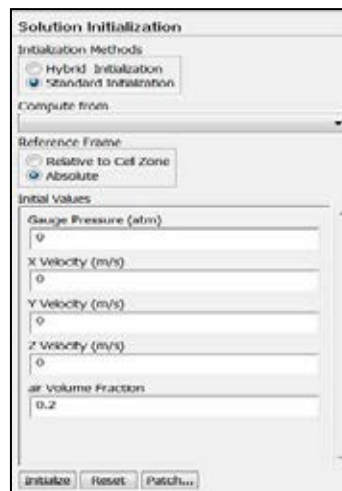 Solution Initialization
Initialization Methods
Hybrid Initialization
Standard Initialization
Compute from
Reference Frame
Relative to Cell Zone
Absolute
Initial Values
Gauge Pressure (atm)
0
X Velocity (m/s)
0
Y Velocity (m/s)
0
Z Velocity (m/s)
0
air Volume Fraction
0.2
Initialize Reset Patch...